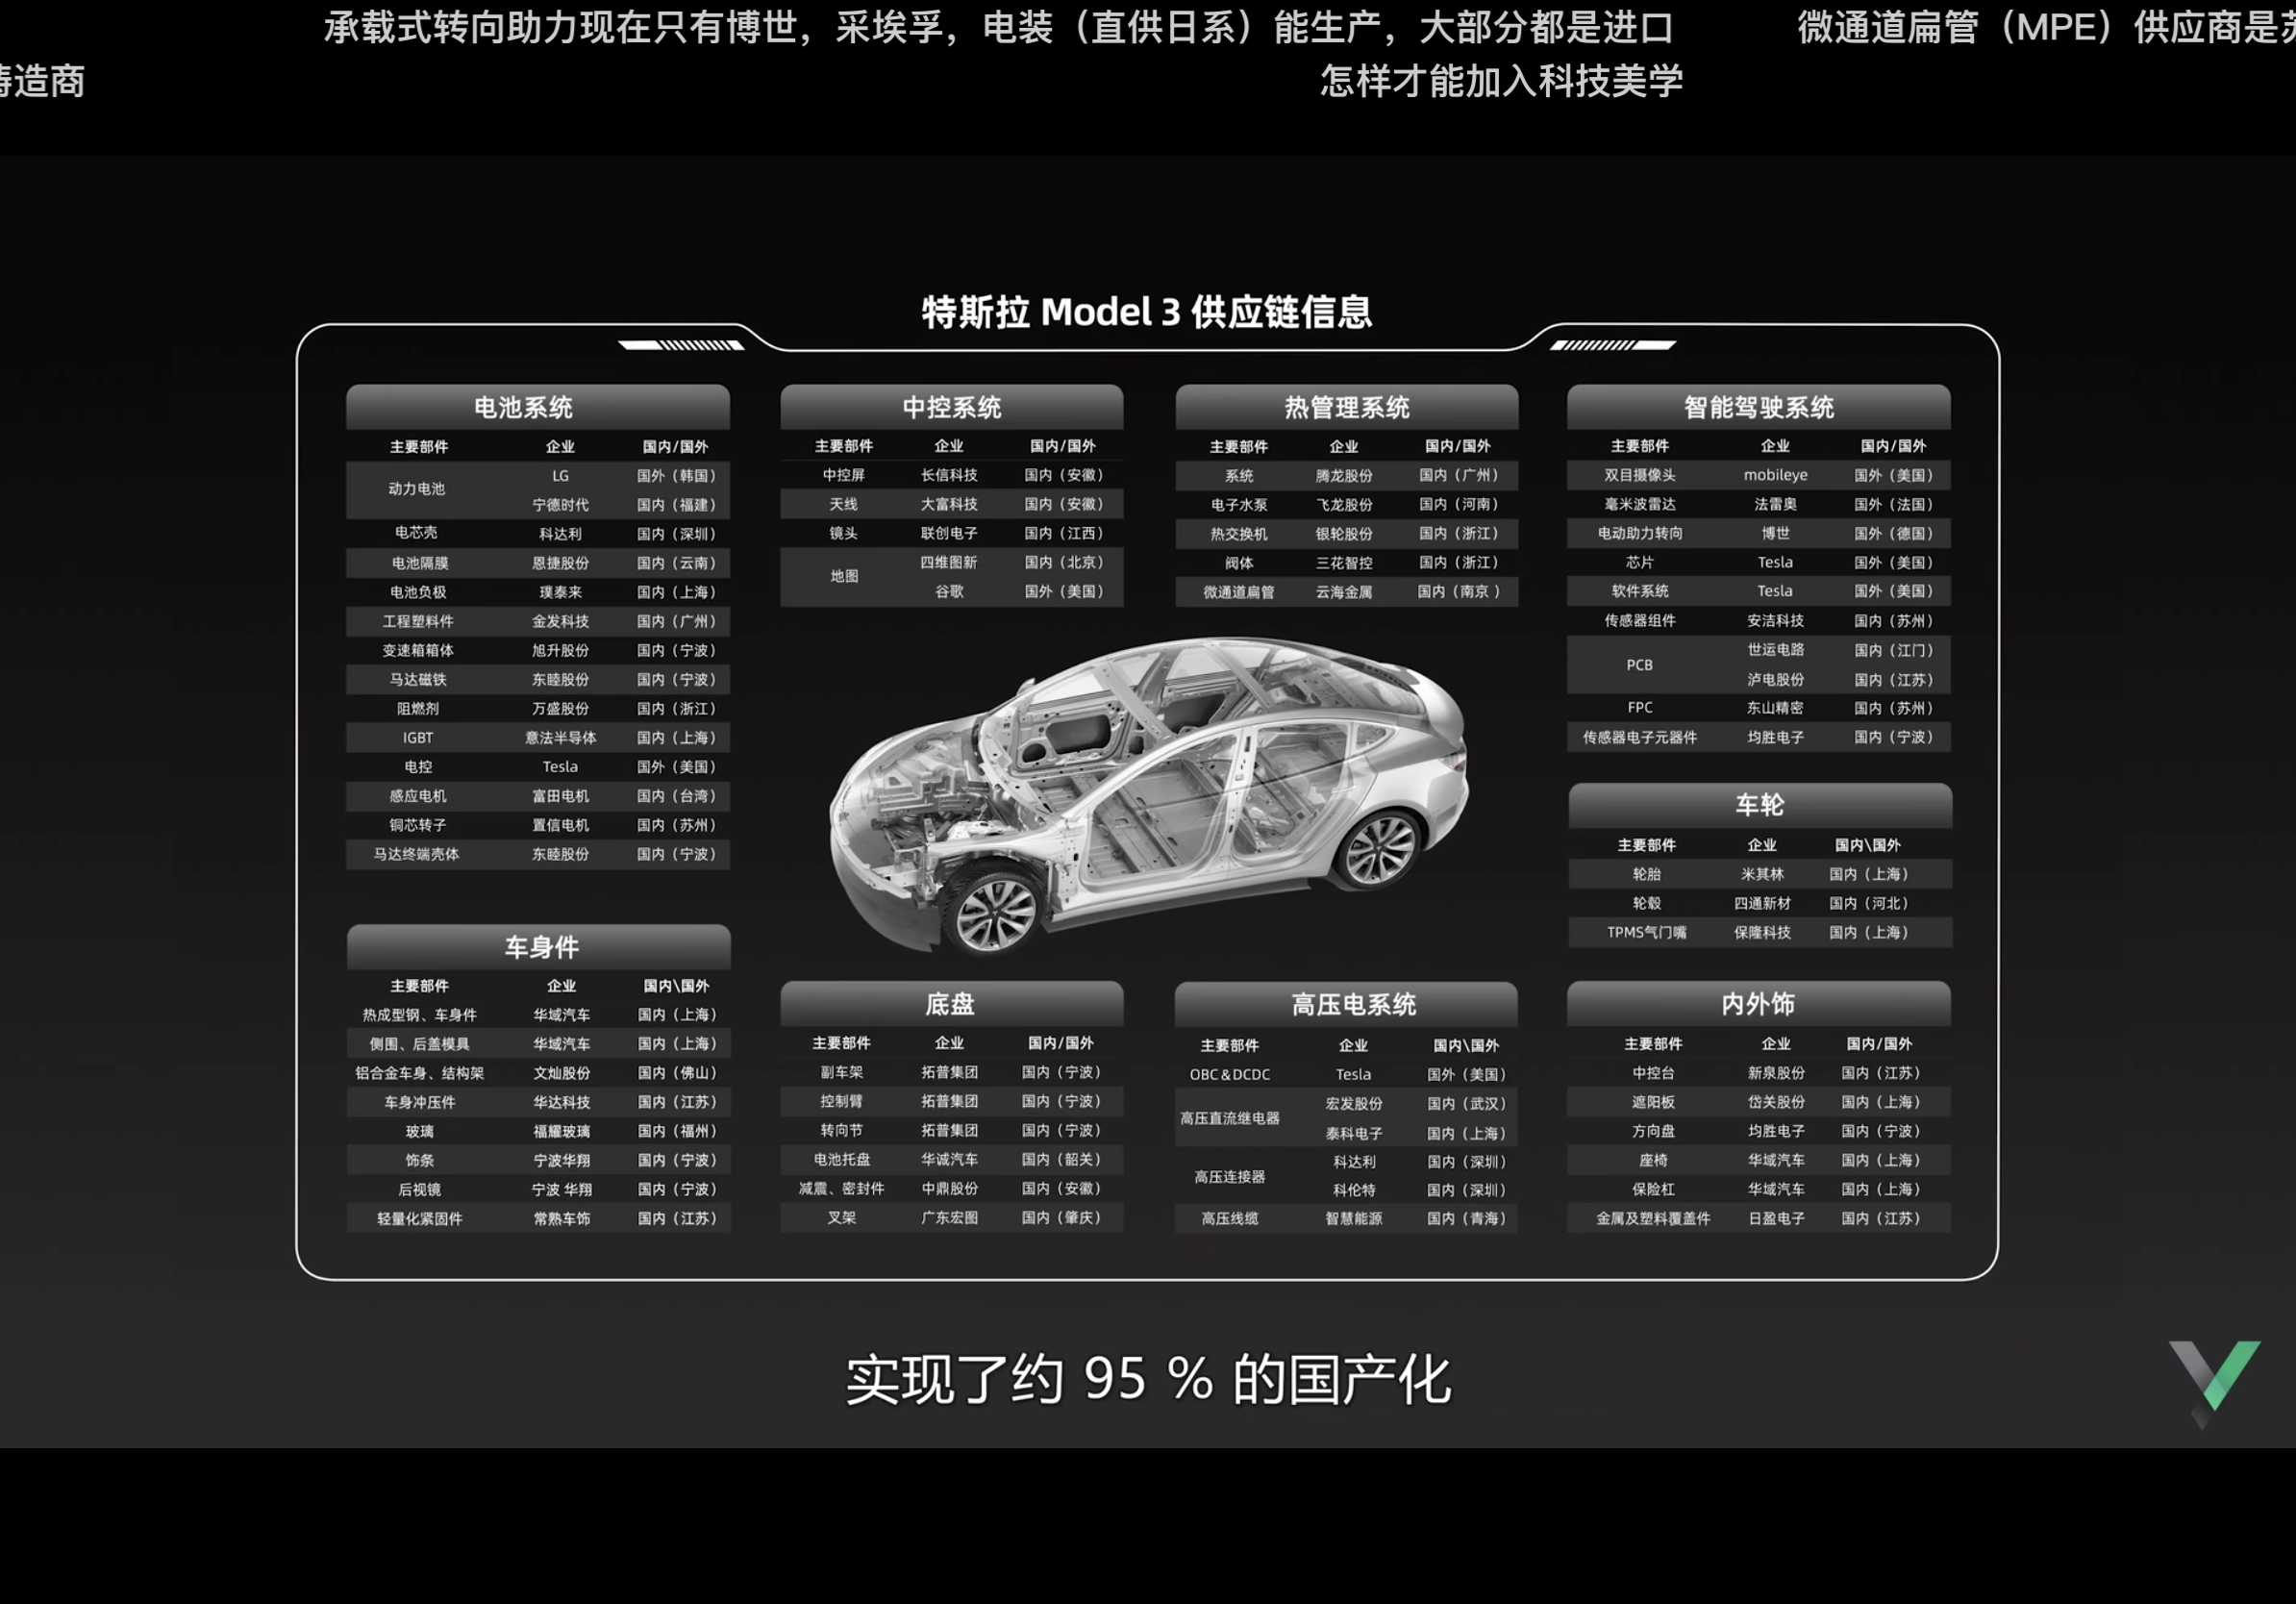 承载式转向助力现在只有博世，采埃孚，电装（直供日系）能生产，大部分都是进口
微通道扁管（MPE）供应商是
造商
怎样才能加入科技美学
特斯拉 Model 3 供应链信息
电池系统
主要部件 企业 国内/国外
动力电池 LG 国外（韩国）
宁德时代 国内（福建）
电芯壳 科达利 国内（深圳）
电池隔膜 恩捷股份 国内（云南）
电池负极 璞泰来 国内（上海）
工程塑料件 金发科技 国内（广州）
变速箱箱体 旭升股份 国内（宁波）
马达磁铁 东睦股份 国内（宁波）
阻燃剂 万盛股份 国内（浙江）
IGBT 意法半导体 国内（上海）
电控 Tesla 国外（美国）
感应电机 富田电机 国内（台湾）
铜芯转子 置信电机 国内（苏州）
马达终端壳体 东睦股份 国内（宁波）
中控系统
主要部件 企业 国内/国外
中控屏 长信科技 国内（安徽）
天线 大富科技 国内（安徽）
镜头 联创电子 国内（江西）
地图 四维图新 国内（北京）
谷歌 国外（美国）
热管理系统
主要部件 企业 国内/国外
系统 腾龙股份 国内（广州）
电子水泵 飞龙股份 国内（河南）
热交换机 银轮股份 国内（浙江）
阀体 三花智控 国内（浙江）
微通道扁管 云海金属 国内（南京 ）
智能驾驶系统
主要部件 企业 国内/国外
双目摄像头 mobileye 国外（美国）
毫米波雷达 法雷奥 国外（法国）
电动助力转向 博世 国外（德国）
芯片 Tesla 国外（美国）
软件系统 Tesla 国外（美国）
传感器组件 安洁科技 国内（苏州）
PCB 世运电路 国内（江门）
泸电股份 国内（江苏）
FPC 东山精密 国内（苏州）
传感器电子元器件 均胜电子 国内（宁波）
车轮
主要部件 企业 国内\国外
轮胎 米其林 国内（上海）
轮毂 四通新材 国内（河北）
TPMS气门嘴 保隆科技 国内（上海）
车身件
主要部件 企业 国内\国外
热成型钢、车身件 华域汽车 国内（上海）
侧围、后盖模具 华域汽车 国内（上海）
铝合金车身、结构架 文灿股份 国内（佛山）
车身冲压件 华达科技 国内（江苏）
玻璃 福耀玻璃 国内（福州）
饰条 宁波华翔 国内（宁波）
后视镜 宁波 华翔 国内（宁波）
轻量化紧固件 常熟车饰 国内（江苏）
底盘
主要部件 企业 国内/国外
副车架 拓普集团 国内（宁波）
控制臂 拓普集团 国内（宁波）
转向节 拓普集团 国内（宁波）
电池托盘 华诚汽车 国内（韶关）
减震、密封件 中鼎股份 国内（安徽）
叉架 广东宏图 国内（肇庆）
高压电系统
主要部件 企业 国内\国外
OBC＆DCDC Tesla 国外（美国）
高压直流继电器 宏发股份 国内（武汉）
泰科电子 国内（上海）
高压连接器 科达利 国内（深圳）
科伦特 国内（深圳）
高压线缆 智慧能源 国内（青海）
内外饰
主要部件 企业 国内/国外
中控台 新泉股份 国内（江苏）
遮阳板 岱关股份 国内（上海）
方向盘 均胜电子 国内（宁波）
座椅 华域汽车 国内（上海）
保险杠 华域汽车 国内（上海）
金属及塑料覆盖件 日盈电子 国内（江苏）
实现了约 95 % 的国产化